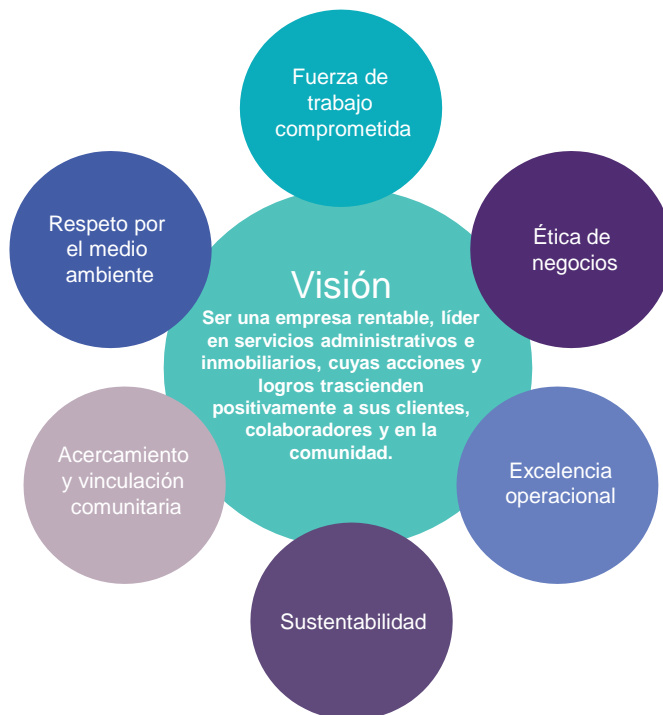 Fuerza de
trabajo
comprometida
Ética de
negocios
Respeto por
el medio
ambiente
Visión
Ser una empresa rentable, líder
en servicios administrativos e
inmobiliarios, cuyas acciones y
logros trascienden
positivamente a sus clientes,
colaboradores y en la
comunidad.
Acercamiento
y vinculación
comunitaria
Excelencia
operacional
Sustentabilidad